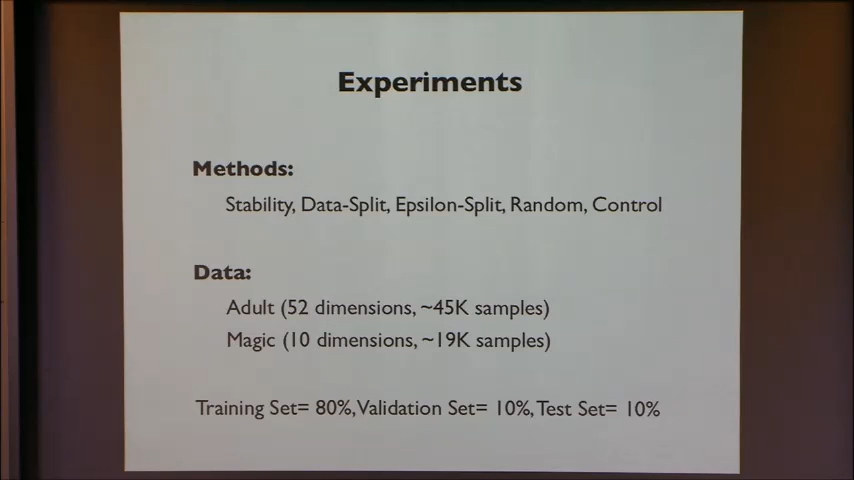 Experiments
Methods:
Stability, Data-Split, Epsilon-Split, Random, Control
Data:
Adult (52 dimensions, ~45K samples)
Magic (10 dimensions, ~19K samples)
Training Set= 80%, Validation Set= 10%, Test Set= 10%